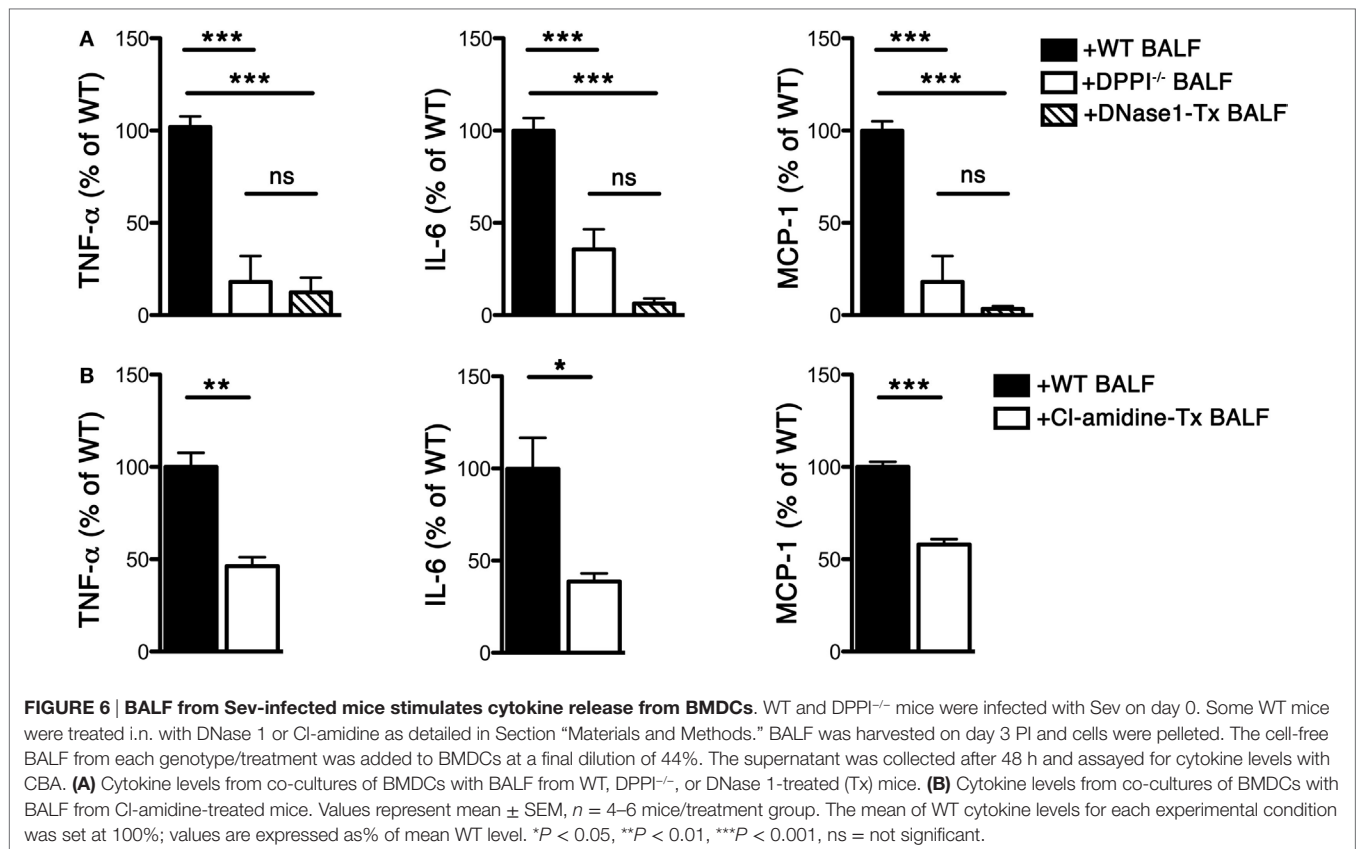 A
TNF-α (% of WT)
150
100
50
0
***
***
ns
IL-6 (% of WT)
150
100
50
0
***
***
ns
MCP-1 (% of WT)
150
100
50
0
***
***
ns
+WT BALF
+DPPI-/- BALF
+DNase1-Tx BALF
B
TNF-α (% of WT)
150
100
50
0
**
IL-6 (% of WT)
150
100
50
0
*
MCP-1 (% of WT)
150
100
50
0
***
+WT BALF
+Cl-amidine-Tx BALF
FIGURE 6 | BALF from Sev-infected mice stimulates cytokine release from BMDCs. WT and DPPI−/− mice were infected with Sev on day 0. Some WT mice
were treated i.n. with DNase 1 or Cl-amidine as detailed in Section “Materials and Methods.” BALF was harvested on day 3 PI and cells were pelleted. The cell-free
BALF from each genotype/treatment was added to BMDCs at a final dilution of 44%. The supernatant was collected after 48 h and assayed for cytokine levels with
CBA. (A) Cytokine levels from co-cultures of BMDCs with BALF from WT, DPPI−/−, or DNase 1-treated (Tx) mice. (B) Cytokine levels from co-cultures of BMDCs with
BALF from Cl-amidine-treated mice. Values represent mean ± SEM, n = 4–6 mice/treatment group. The mean of WT cytokine levels for each experimental condition
was set at 100%; values are expressed as% of mean WT level. *P < 0.05, **P < 0.01, ***P < 0.001, ns = not significant.